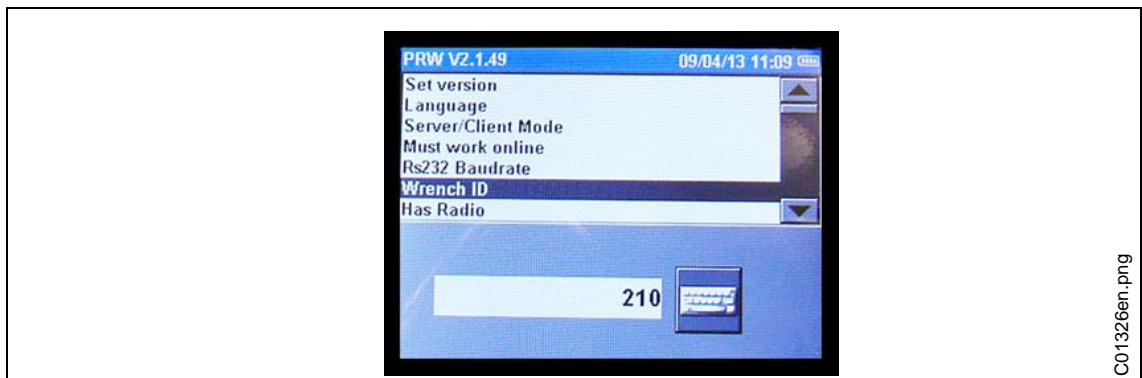 PRW V2.1.49 09/04/13 11:09
Set version
Language
Server/Client Mode
Must work online
Rs232 Baudrate
Wrench ID
Has Radio
210
C01326en.png